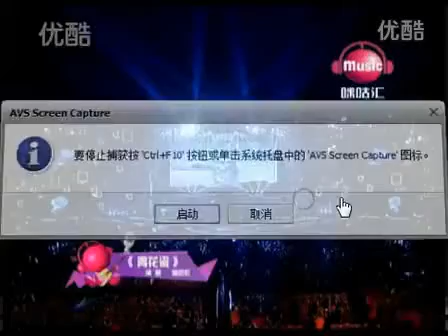 优酷
优酷
music
咪咕汇
AVS Screen Capture
要停止捕获按 'Ctrl+F10' 按钮或单击系统托盘中的 'AVS Screen Capture' 图标。
启动
取消
《青花瓷》